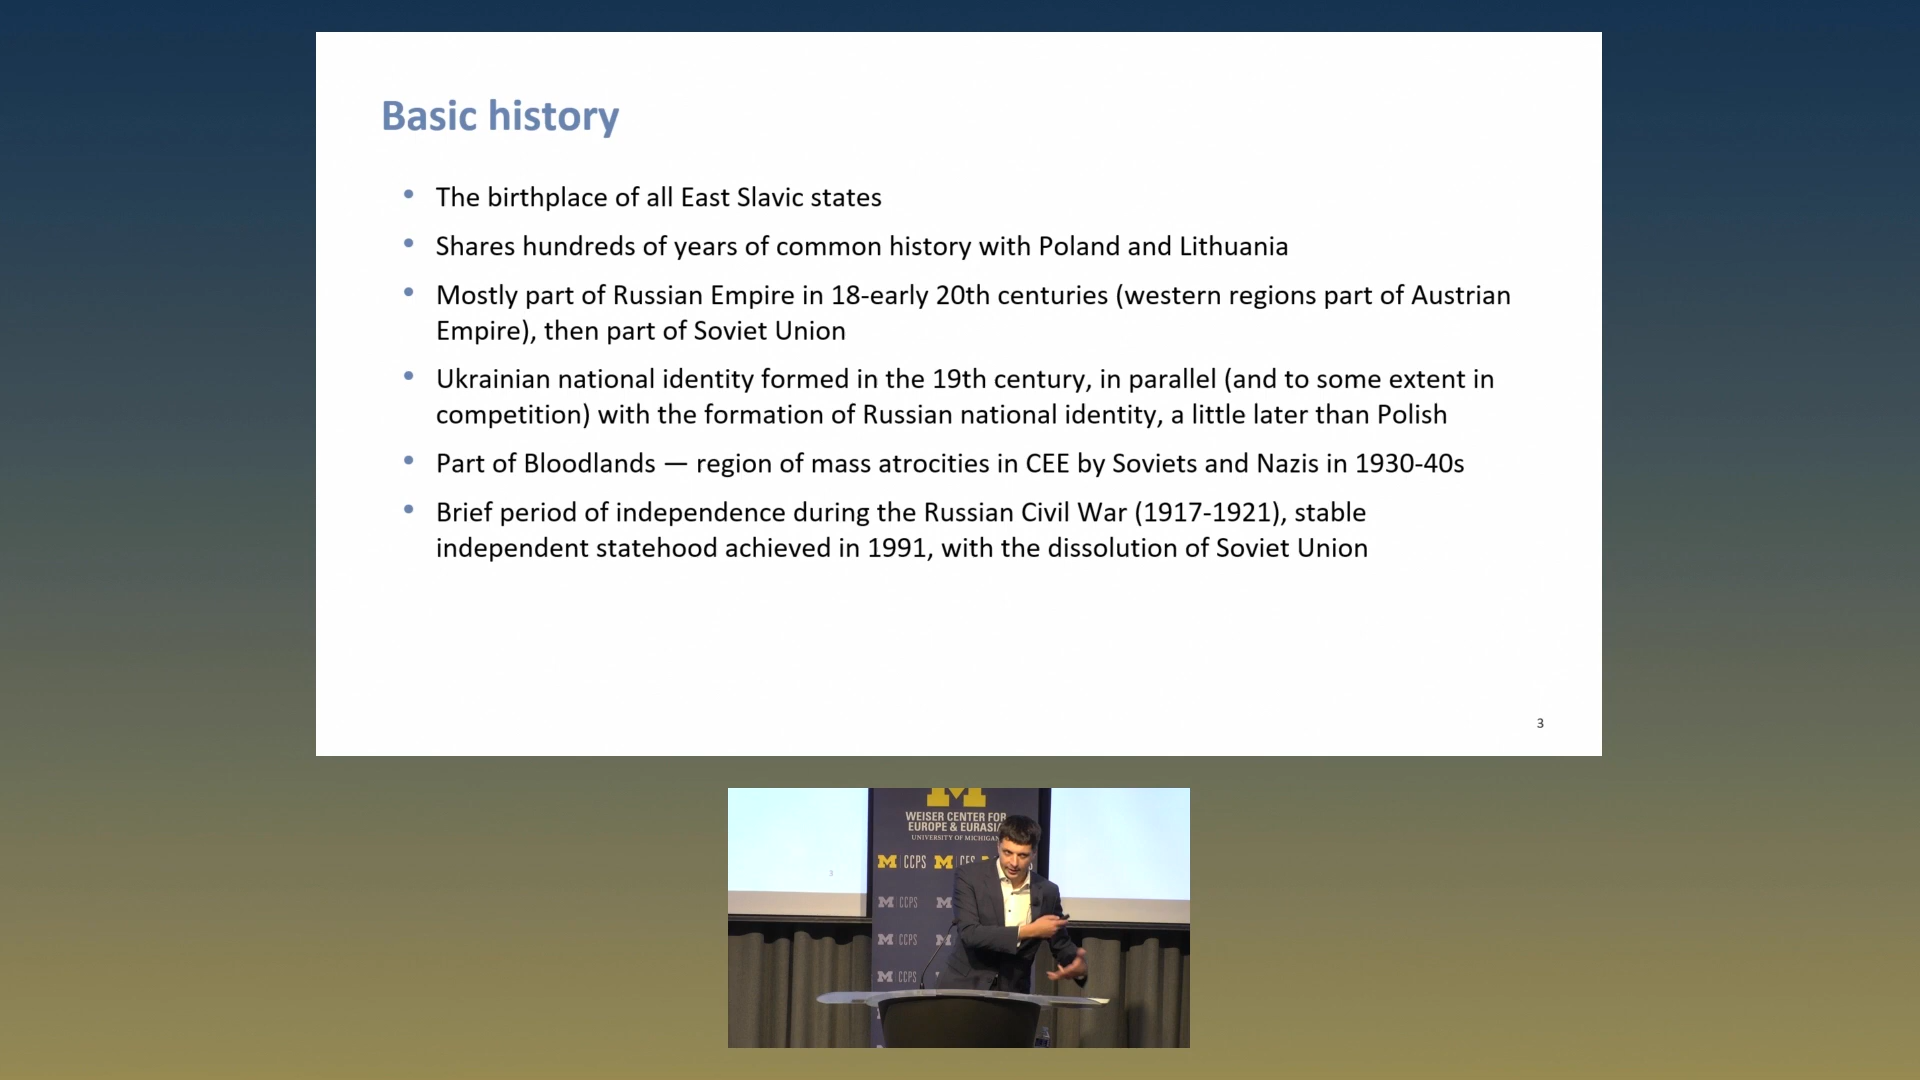 Basic history
• The birthplace of all East Slavic states
• Shares hundreds of years of common history with Poland and Lithuania
• Mostly part of Russian Empire in 18-early 20th centuries (western regions part of Austrian
Empire), then part of Soviet Union
• Ukrainian national identity formed in the 19th century, in parallel (and to some extent in
competition) with the formation of Russian national identity, a little later than Polish
• Part of Bloodlands — region of mass atrocities in CEE by Soviets and Nazis in 1930-40s
• Brief period of independence during the Russian Civil War (1917-1921), stable
independent statehood achieved in 1991, with the dissolution of Soviet Union
3
M
WEISER CENTER FOR
EUROPE & EURASI
UNIVERSITY OF MICHIGAN
3
M CCPS M CES
M CCPS M
M CCPS M
M CCPS